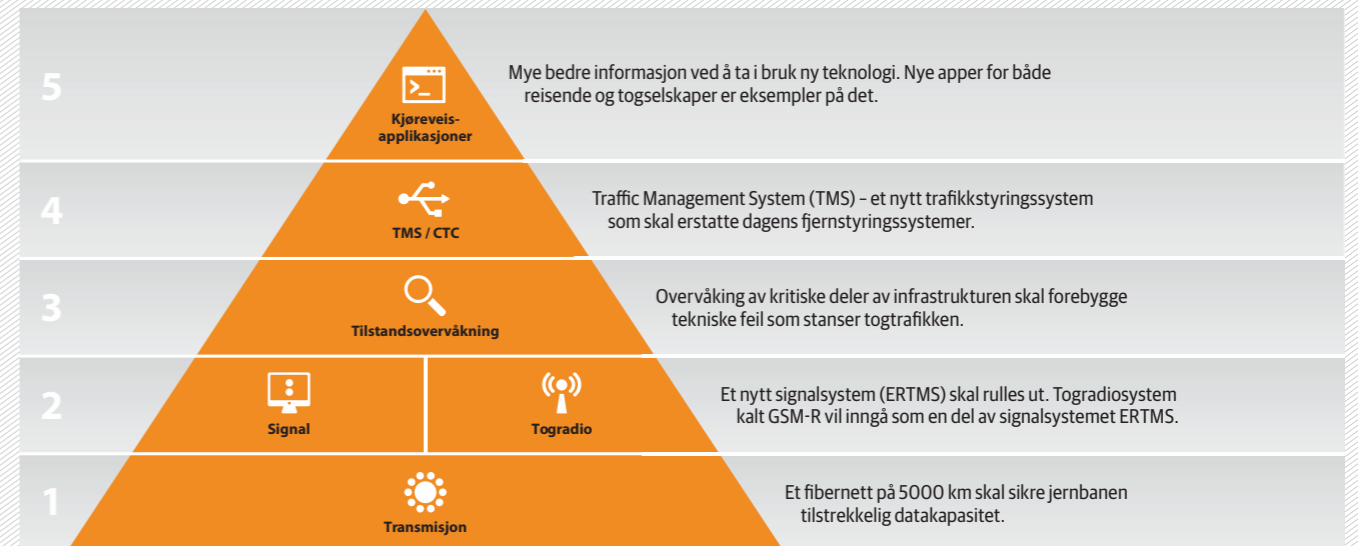 5
>_
Kjøreveis-
applikasjoner
Mye bedre informasjon ved å ta i bruk ny teknologi. Nye apper for både
reisende og togselskaper er eksempler på det.
4
TMS / CTC
Traffic Management System (TMS) – et nytt trafikkstyringssystem
som skal erstatte dagens fjernstyringssystemer.
3
Tilstandsovervåkning
Overvåking av kritiske deler av infrastrukturen skal forebygge
tekniske feil som stanser togtrafikken.
2
Signal
Togradio
Et nytt signalsystem (ERTMS) skal rulles ut. Togradiosystem
kalt GSM-R vil inngå som en del av signalsystemet ERTMS.
1
Transmisjon
Et fibernett på 5000 km skal sikre jernbanen
tilstrekkelig datakapasitet.